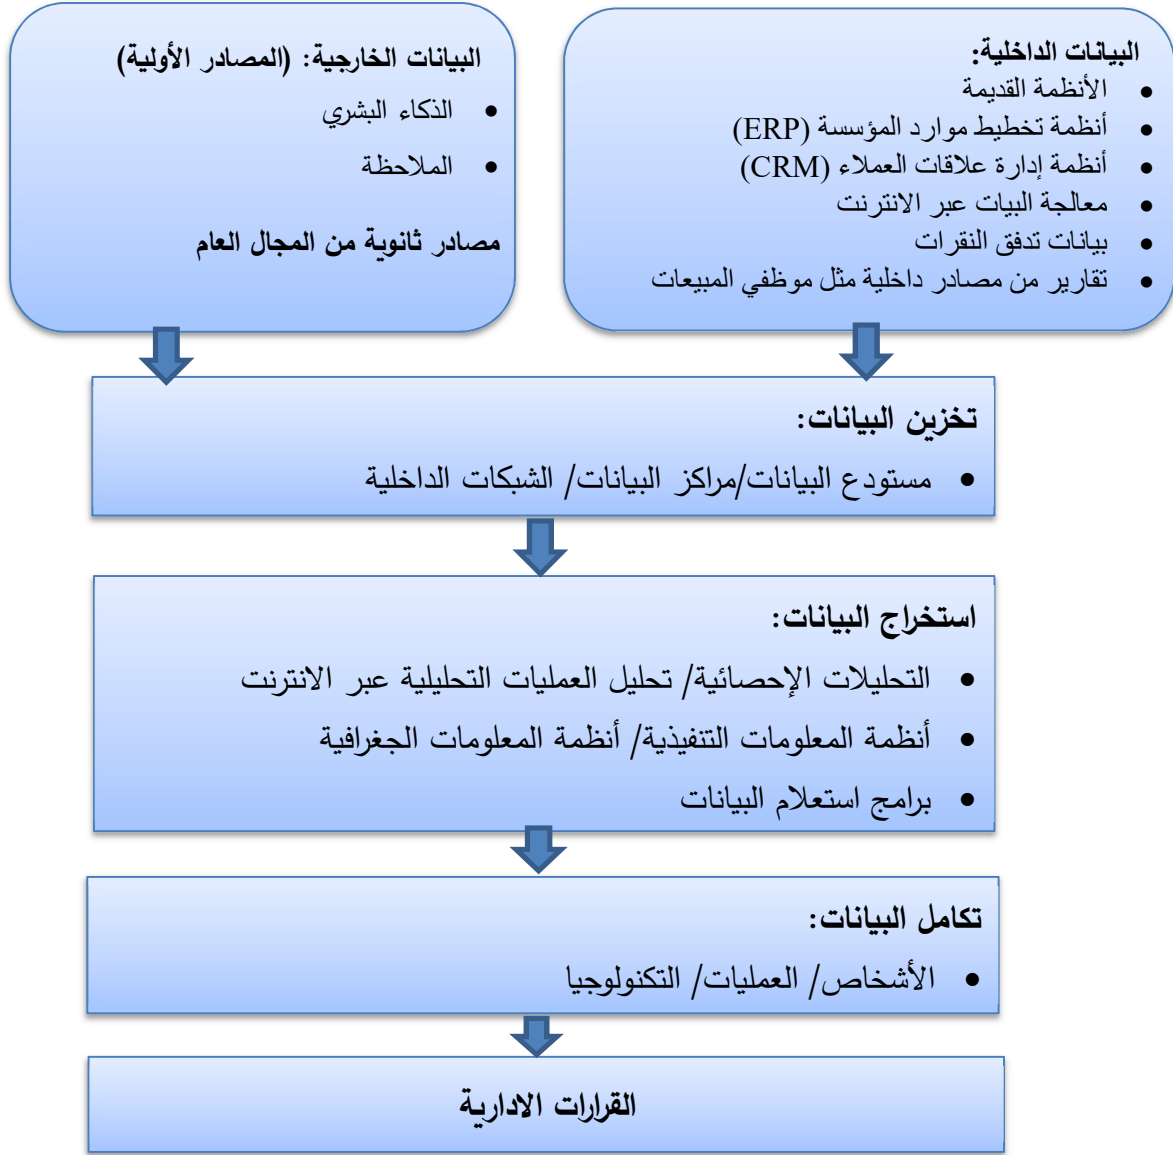 البيانات الداخلية:
الأنظمة القديمة
أنظمة تخطيط موارد المؤسسة (ERP)
أنظمة إدارة علاقات العملاء (CRM)
معالجة البيات عبر الانترنت
بيانات تدفق النقرات
تقارير من مصادر داخلية مثل موظفي المبيعات
البيانات الخارجية: (المصادر الأولية)
الذكاء البشري
الملاحظة
مصادر ثانوية من المجال العام
تخزين البيانات:
مستودع البيانات/مراكز البيانات/ الشبكات الداخلية
استخراج البيانات:
التحليلات الإحصائية/ تحليل العمليات التحليلية عبر الانترنت
أنظمة المعلومات التنفيذية/ أنظمة المعلومات الجغرافية
برامج استعلام البيانات
تكامل البيانات:
الأشخاص/ العمليات/ التكنولوجيا
القرارات الادارية